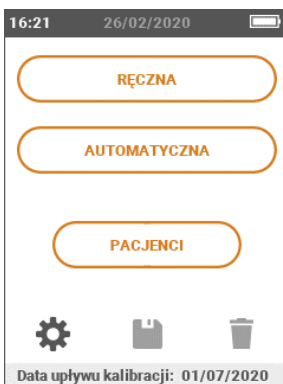 16:21 26/02/2020
RĘCZNA
AUTOMATYCZNA
PACJENCI
Data upływu kalibracji: 01/07/2020